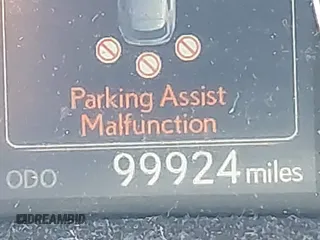 Parking Assist
Malfunction
ODO 99924 miles
DREAMBID